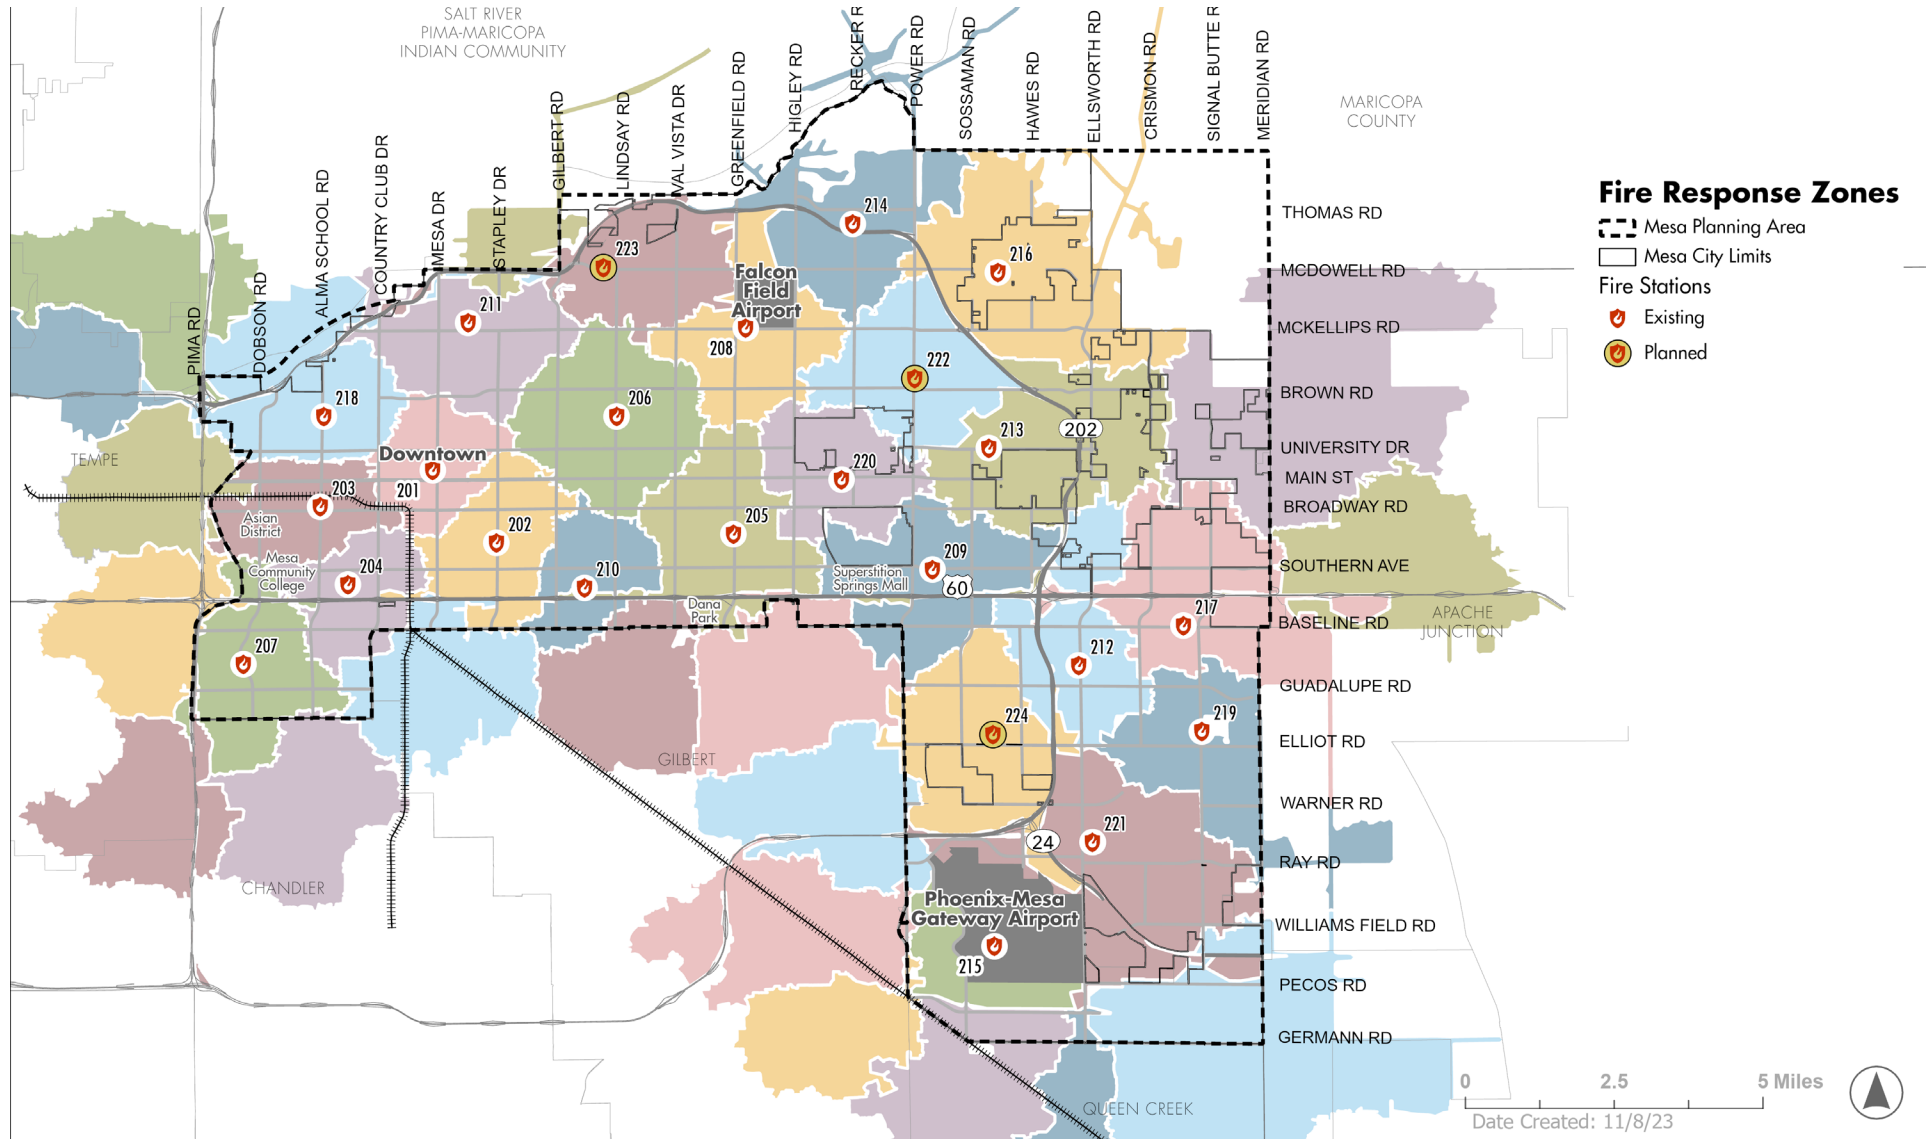 SALT RIVER
PIMA-MARICOPA
INDIAN COMMUNITY
PIMA RD
DOBSON RD
ALMA SCHOOL RD
COUNTRY CLUB DR
MESA DR
STAPLEY DR
GILBERT RD
LINDSAY RD
VAL VISTA DR
GREENFIELD RD
HIGLEY RD
RECKER R
POWER RD
SOSSAMAN RD
HAWES RD
ELLSWORTH RD
CRISMON RD
SIGNAL BUTTE R
MERIDIAN RD
MARICOPA
COUNTY
Fire Response Zones
Mesa Planning Area
Mesa City Limits
Fire Stations
Existing
Planned
THOMAS RD
MCDOWELL RD
MCKELLIPS RD
BROWN RD
UNIVERSITY DR
MAIN ST
BROADWAY RD
SOUTHERN AVE
BASELINE RD
GUADALUPE RD
ELLIOT RD
WARNER RD
RAY RD
WILLIAMS FIELD RD
PECOS RD
GERMANN RD
214
223
216
Falcon
Field
Airport
211
208
222
218
206
213
202
Downtown
220
TEMPE
203
201
Asian
District
202
205
Mesa
Community
College
204
210
209
Superstition
Springs Mall
60
Dana
Park
217
APACHE
JUNCTION
207
212
224
219
GILBERT
221
24
CHANDLER
Phoenix-Mesa
Gateway Airport
215
QUEEN CREEK
0 2.5 5 Miles
Date Created: 11/8/23